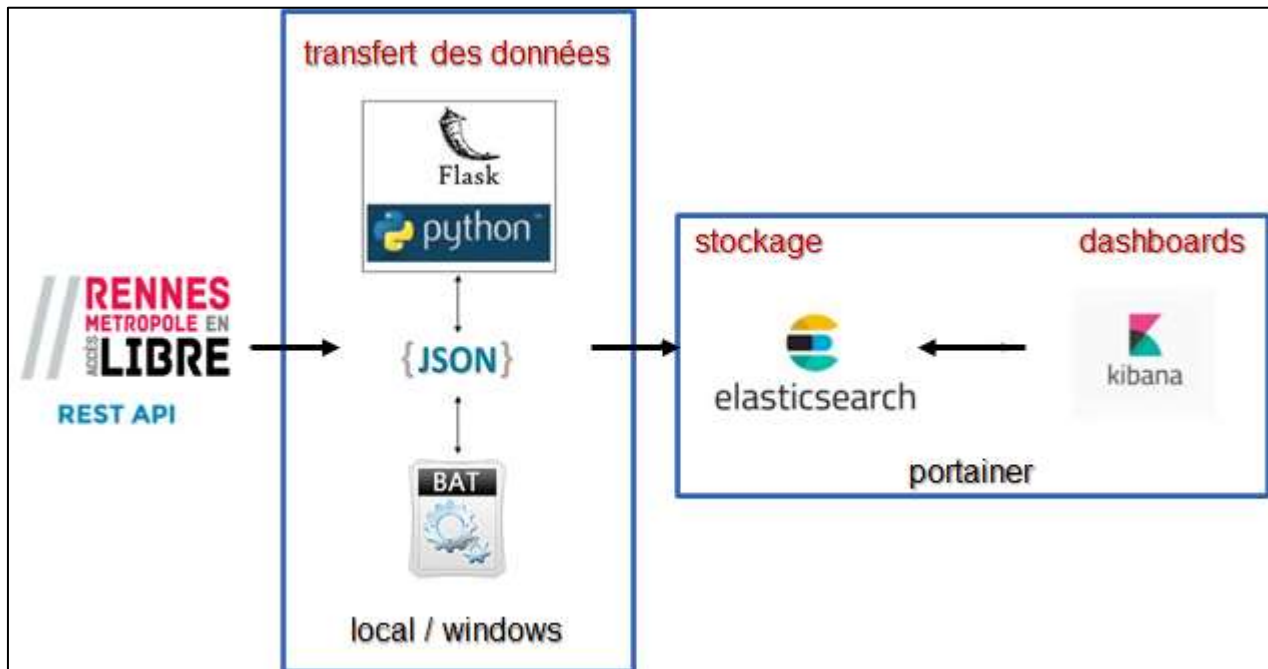 transfert des données
Flask
python™
stockage
dashboards
// RENNES
METROPOLE EN
ACCÈS
LIBRE
REST API
{JSON}
elasticsearch
kibana
BAT
portainer
local / windows